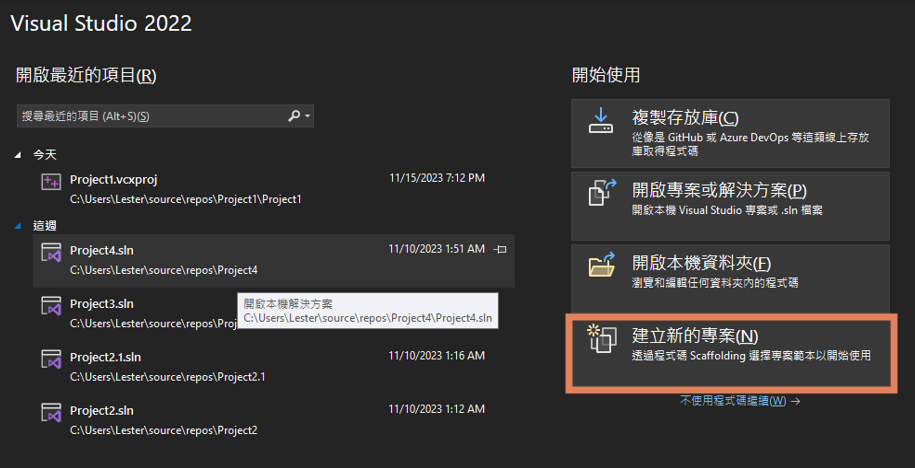 Visual Studio 2022
開啟最近的項目(R)
搜尋最近的項目 (Alt+S)(S)
今天
Project1.vcxproj 11/15/2023 7:12 PM
C:\Users\Lester\source\repos\Project1\Project1
這週
Project4.sln 11/10/2023 1:51 AM
C:\Users\Lester\source\repos\Project4
Project3.sln
C:\Users\Lester\source\repos\Proj
開啟本機解決方案
C:\Users\Lester\source\repos\Project4\Project4.sln
Project2.1.sln 11/10/2023 1:16 AM
C:\Users\Lester\source\repos\Project2.1
Project2.sln 11/10/2023 1:12 AM
C:\Users\Lester\source\repos\Project2
開始使用
複製存放庫(C)
從像是 GitHub 或 Azure DevOps 等這類線上存放
庫取得程式碼
開啟專案或解決方案(P)
開啟本機 Visual Studio 專案或 .sln 檔案
開啟本機資料夾(F)
瀏覽和編輯任何資料夾內的程式碼
建立新的專案(N)
透過程式碼 Scaffolding 選擇專案範本以開始使用
不使用程式碼繼續(W) →